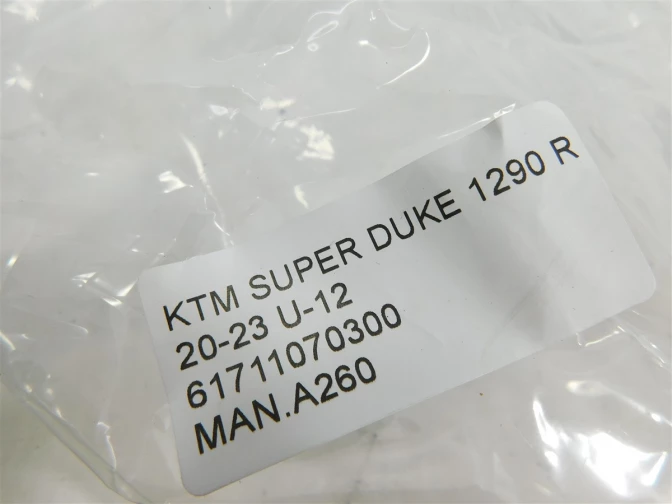 KTM SUPER DUKE 1290 R
20-23 U-12
61711070300
MAN.A260